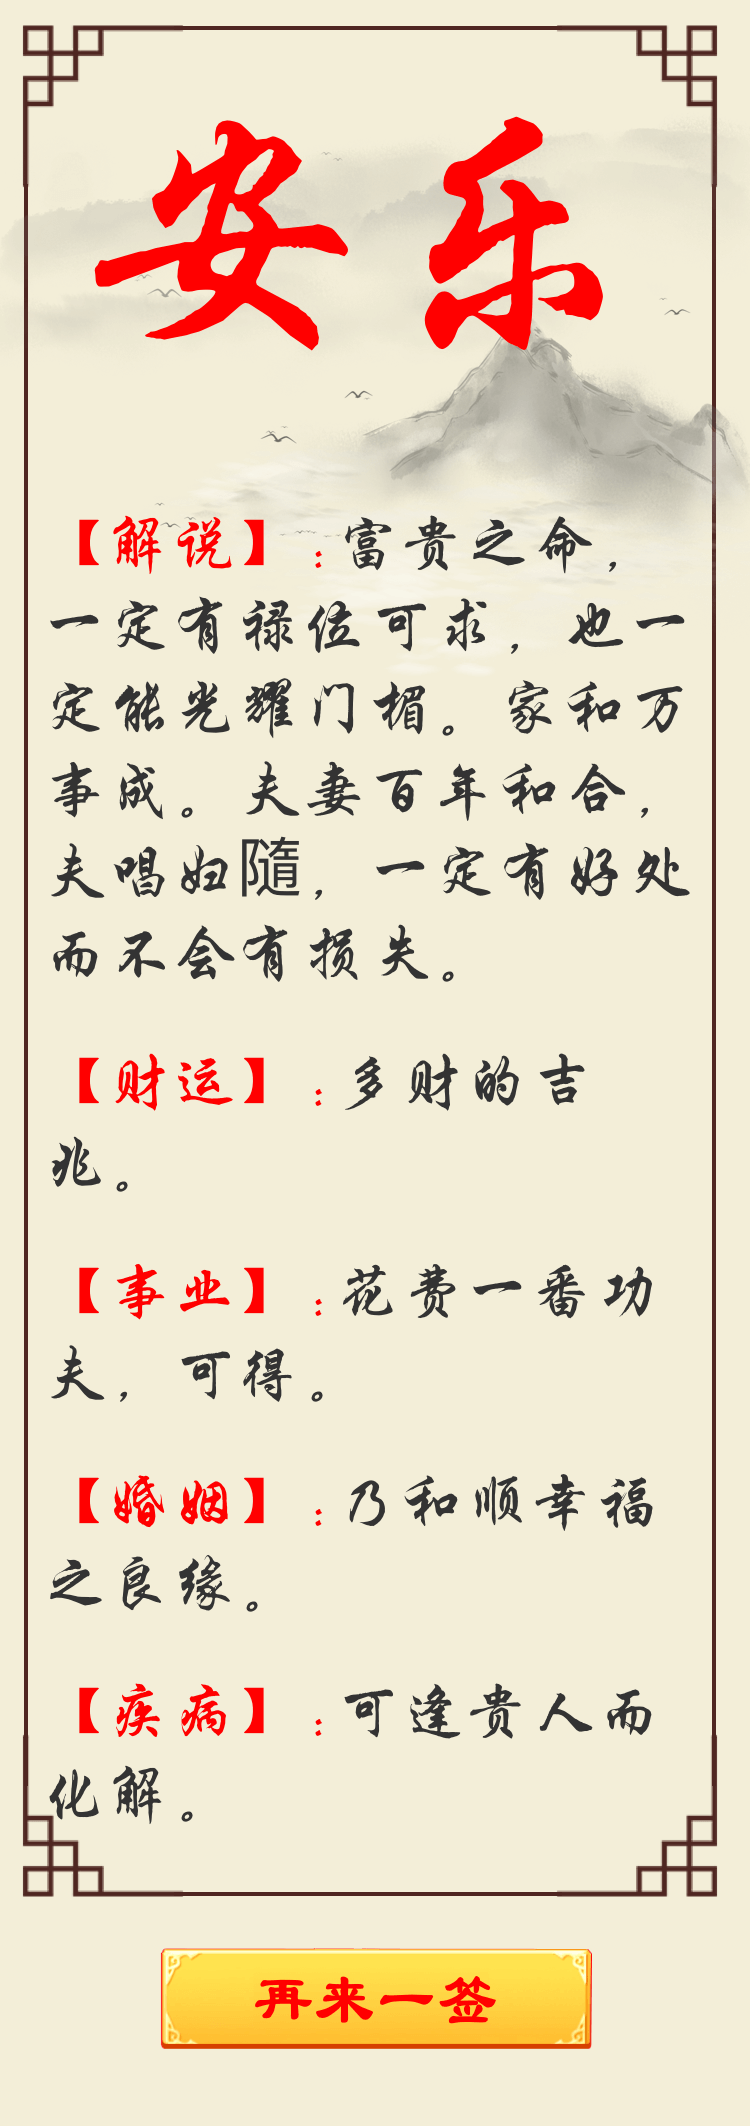 安乐
【解说】:富贵之命,
一定有禄位可求,也一
定能光耀门楣。家和万
事成。夫妻百年和合,
夫唱妇隨,一定有好处
而不会有损失。
【财运】:多财的吉
兆。
【事业】:花费一番功
夫,可得。
【婚姻】:乃和顺幸福
之良缘。
【疾病】:可逢贵人而
化解。
再来一签